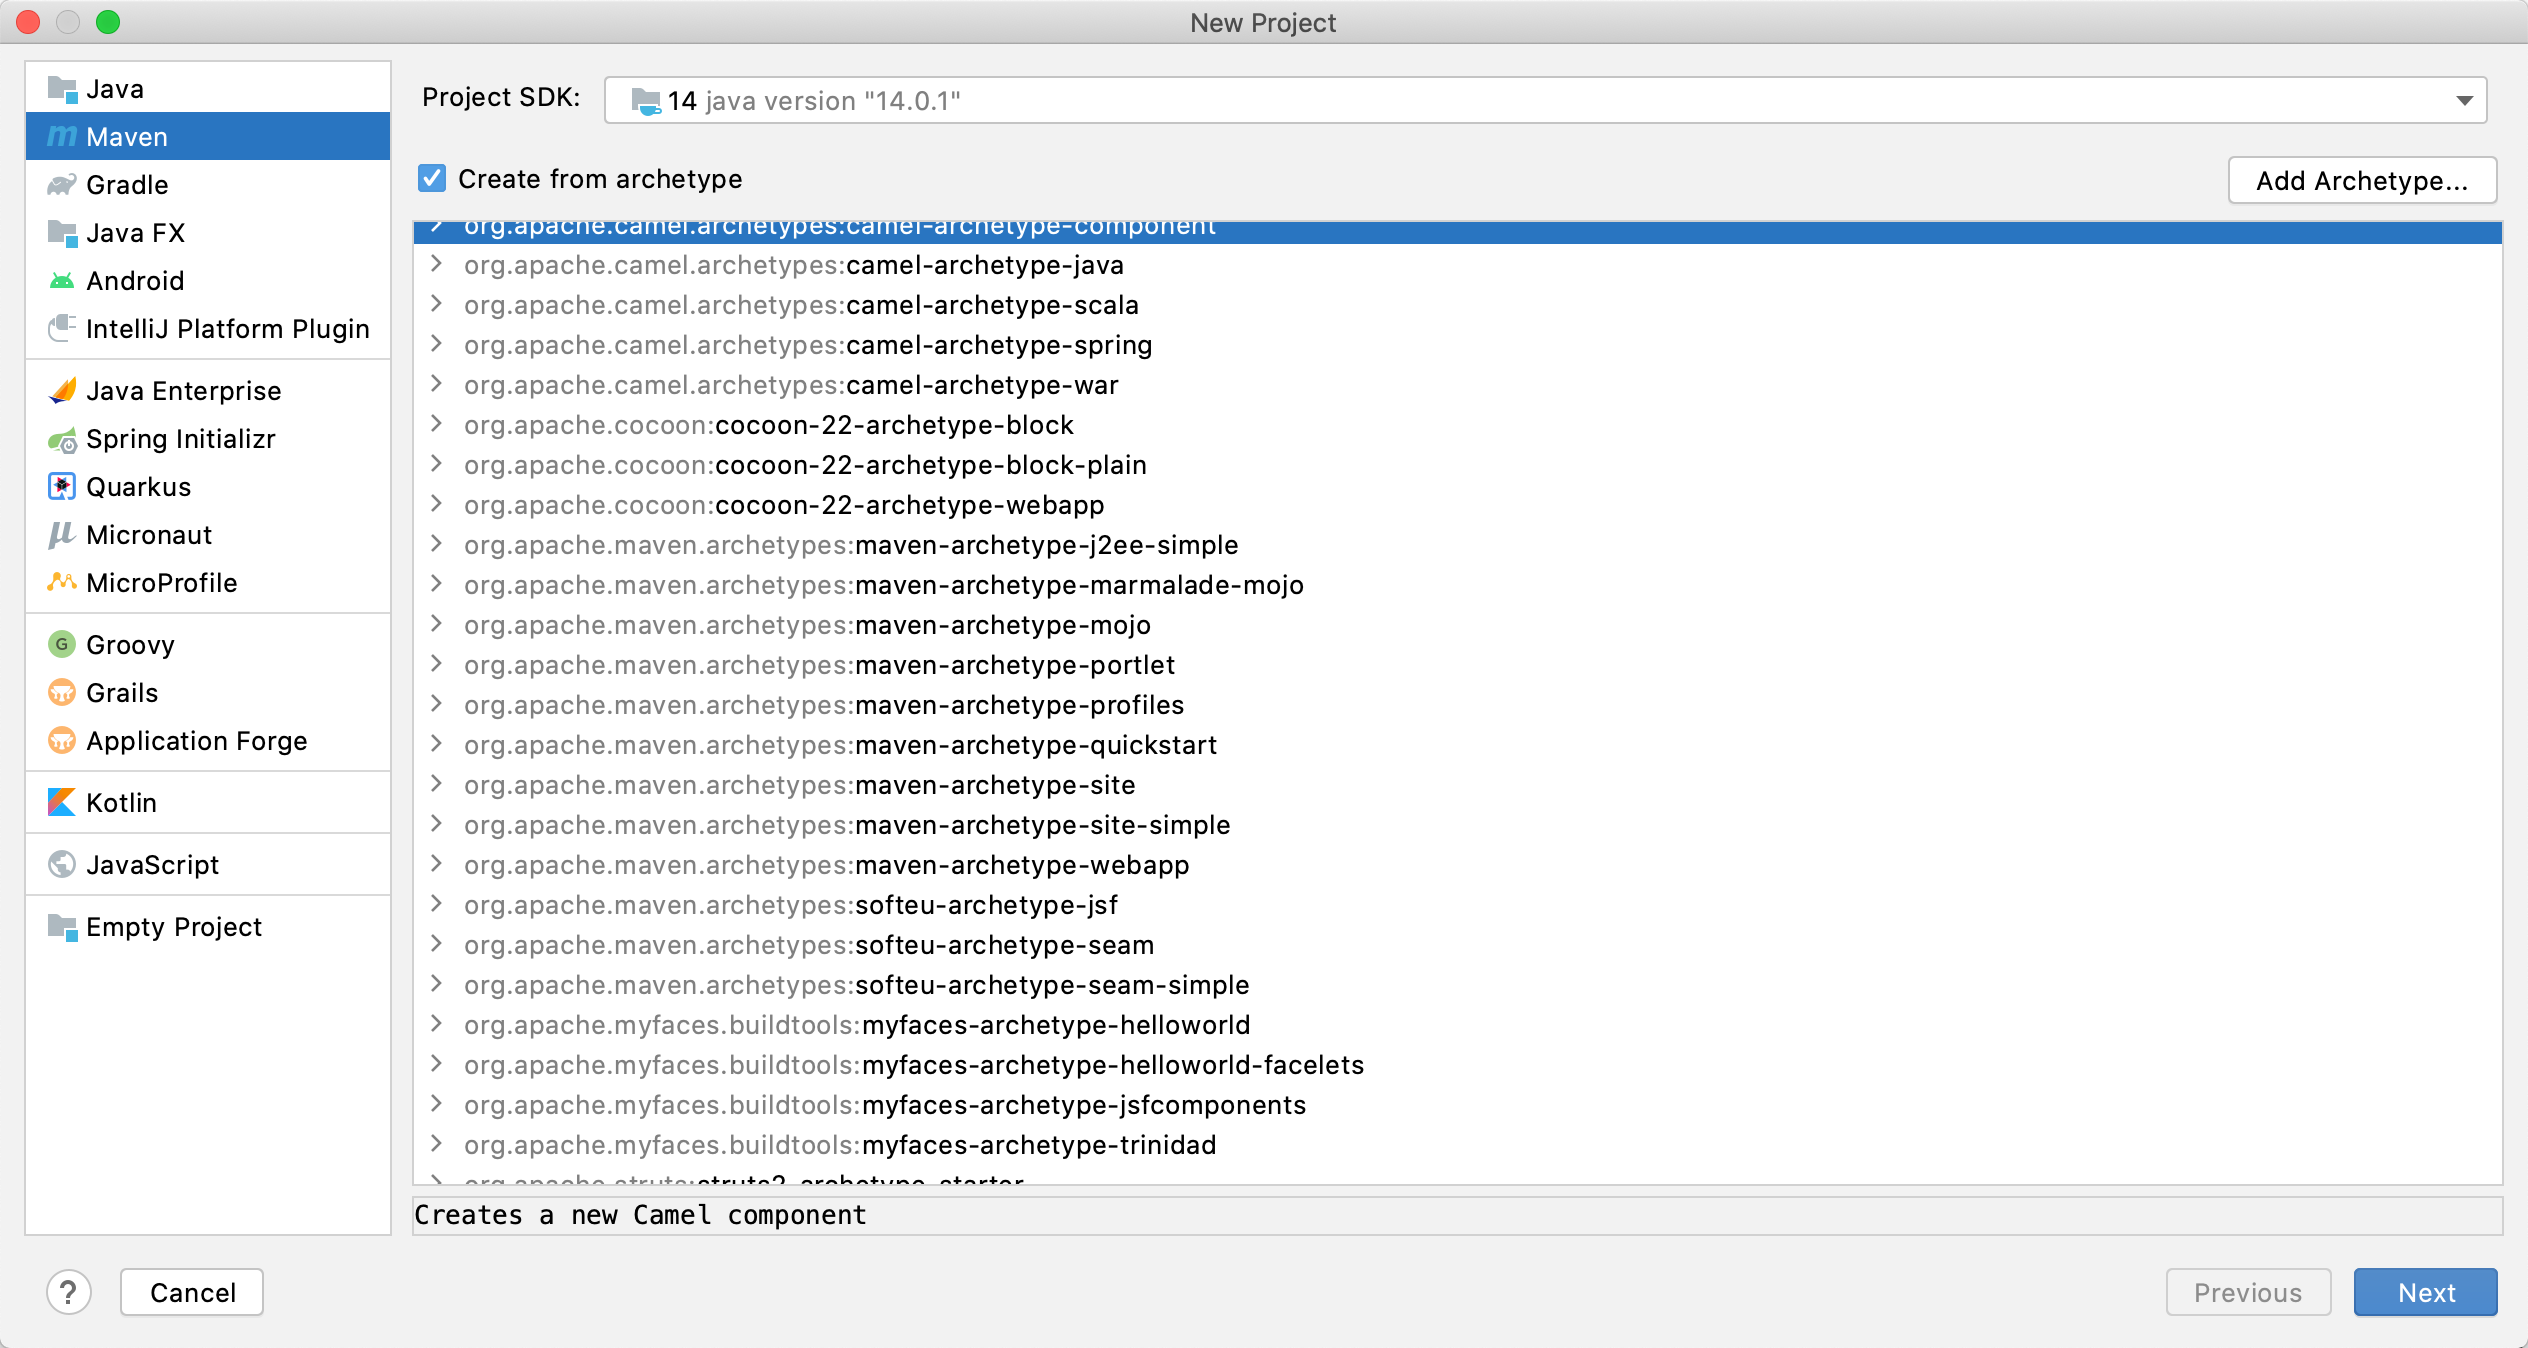 New Project
Java
Maven
Gradle
Java FX
Android
IntelliJ Platform Plugin
Java Enterprise
Spring Initializr
Quarkus
Micronaut
MicroProfile
Groovy
Grails
Application Forge
Kotlin
JavaScript
Empty Project
Project SDK: 14 java version "14.0.1"
Create from archetype
Add Archetype...
org.apache.camel.archetypes:camel-archetype-component
org.apache.camel.archetypes:camel-archetype-java
org.apache.camel.archetypes:camel-archetype-scala
org.apache.camel.archetypes:camel-archetype-spring
org.apache.camel.archetypes:camel-archetype-war
org.apache.cocoon:cocoon-22-archetype-block
org.apache.cocoon:cocoon-22-archetype-block-plain
org.apache.cocoon:cocoon-22-archetype-webapp
org.apache.maven.archetypes:maven-archetype-j2ee-simple
org.apache.maven.archetypes:maven-archetype-marmalade-mojo
org.apache.maven.archetypes:maven-archetype-mojo
org.apache.maven.archetypes:maven-archetype-portlet
org.apache.maven.archetypes:maven-archetype-profiles
org.apache.maven.archetypes:maven-archetype-quickstart
org.apache.maven.archetypes:maven-archetype-site
org.apache.maven.archetypes:maven-archetype-site-simple
org.apache.maven.archetypes:maven-archetype-webapp
org.apache.maven.archetypes:softeu-archetype-jsf
org.apache.maven.archetypes:softeu-archetype-seam
org.apache.maven.archetypes:softeu-archetype-seam-simple
org.apache.myfaces.buildtools:myfaces-archetype-helloworld
org.apache.myfaces.buildtools:myfaces-archetype-helloworld-facelets
org.apache.myfaces.buildtools:myfaces-archetype-jsfcomponents
org.apache.myfaces.buildtools:myfaces-archetype-trinidad
org.apache.struts:struts2-archetype-starter
Creates a new Camel component
? Cancel
Previous
Next